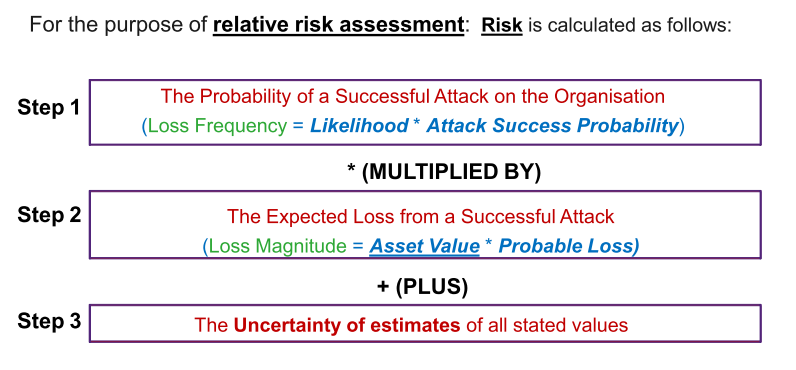 For the purpose of relative risk assessment: Risk is calculated as follows:
Step 1
The Probability of a Successful Attack on the Organisation
(Loss Frequency = Likelihood * Attack Success Probability)
* (MULTIPLIED BY)
Step 2
The Expected Loss from a Successful Attack
(Loss Magnitude = Asset Value * Probable Loss)
+ (PLUS)
Step 3
The Uncertainty of estimates of all stated values